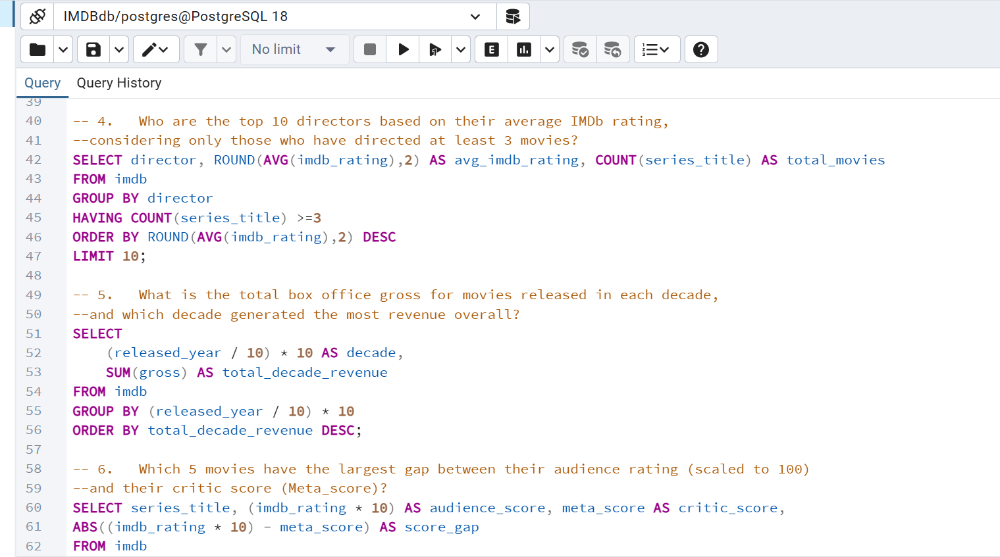 IMDBdb/postgres@PostgreSQL 18
No limit
E
Query Query History
39
40 -- 4.   Who are the top 10 directors based on their average IMDb rating,
41 --considering only those who have directed at least 3 movies?
42 SELECT director, ROUND(AVG(imdb_rating),2) AS avg_imdb_rating, COUNT(series_title) AS total_movies
43 FROM imdb
44 GROUP BY director
45 HAVING COUNT(series_title) >=3
46 ORDER BY ROUND(AVG(imdb_rating),2) DESC
47 LIMIT 10;
48
49 -- 5.   What is the total box office gross for movies released in each decade,
50 --and which decade generated the most revenue overall?
51 SELECT
52     (released_year / 10) * 10 AS decade,
53     SUM(gross) AS total_decade_revenue
54 FROM imdb
55 GROUP BY (released_year / 10) * 10
56 ORDER BY total_decade_revenue DESC;
57
58 -- 6.   Which 5 movies have the largest gap between their audience rating (scaled to 100)
59 --and their critic score (Meta_score)?
60 SELECT series_title, (imdb_rating * 10) AS audience_score, meta_score AS critic_score,
61 ABS((imdb_rating * 10) - meta_score) AS score_gap
62 FROM imdb